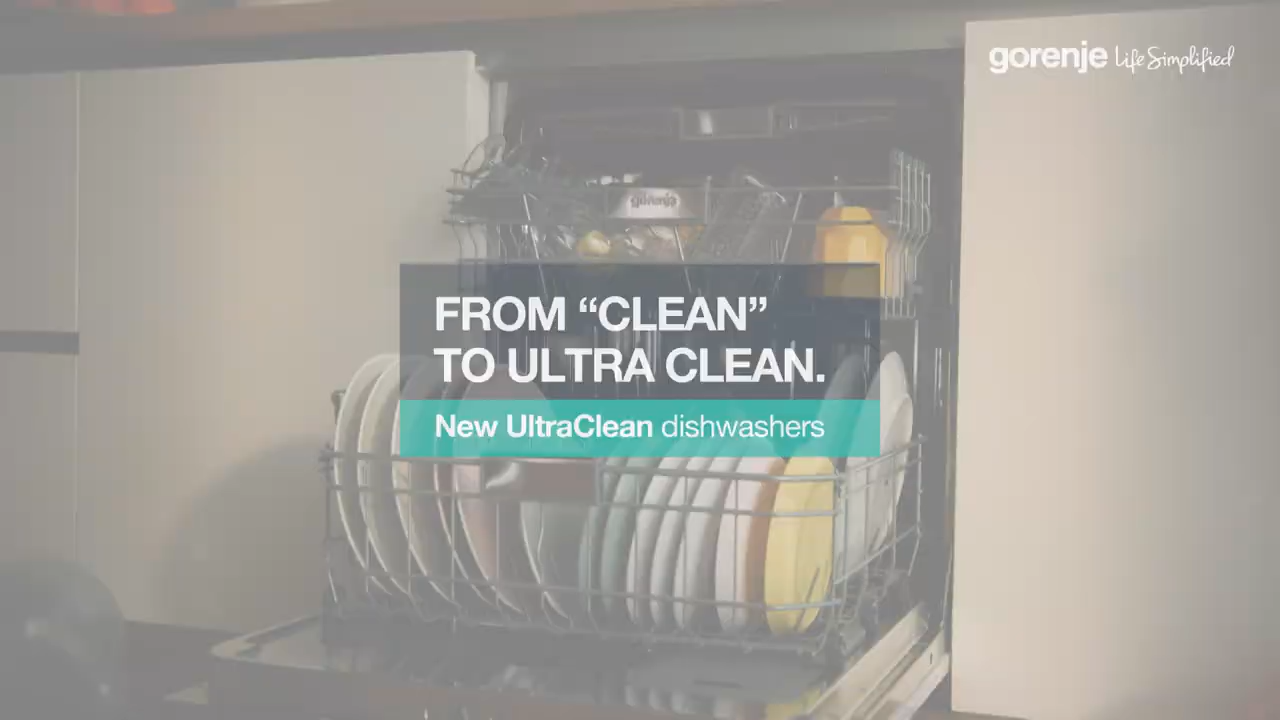 gorenje Life Simplified
gorenje
FROM “CLEAN”
TO ULTRA CLEAN.
New UltraClean dishwashers